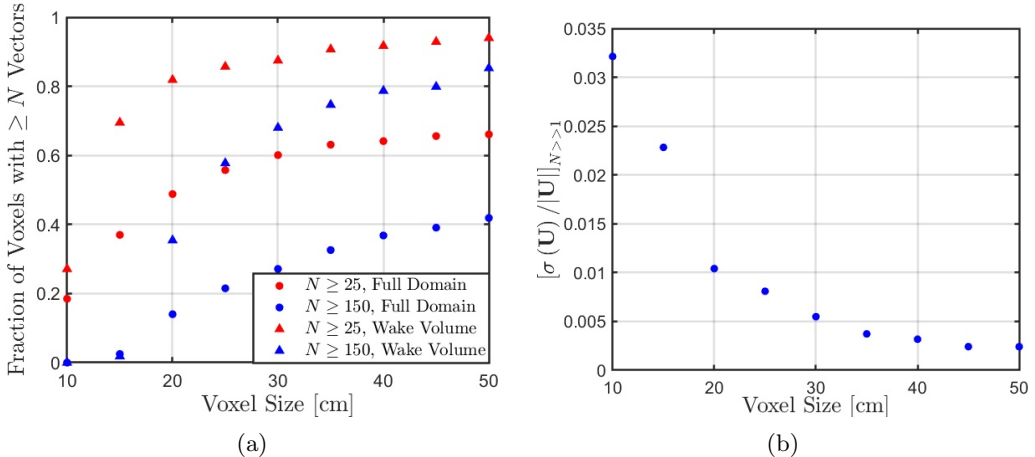 Fraction of Voxels with ≥ N Vectors
1
0.8
0.6
0.4
0.2
0
10 20 30 40 50
Voxel Size [cm]
N ≥ 25, Full Domain
N ≥ 150, Full Domain
N ≥ 25, Wake Volume
N ≥ 150, Wake Volume
(a)
[σ (U) /|U|]N>>1
0.035
0.03
0.025
0.02
0.015
0.01
0.005
0
10 20 30 40 50
Voxel Size [cm]
(b)